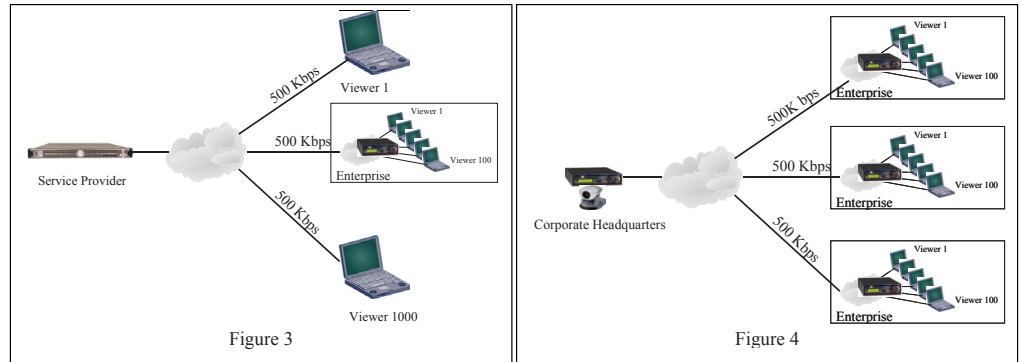 Viewer 1
500 Kbps
Viewer 1
500 Kbps
Viewer 100
Enterprise
Service Provider
500 Kbps
Viewer 1000
Figure 3
Viewer 1
Viewer 100
Enterprise
500K bps
Viewer 1
500 Kbps
Viewer 100
Enterprise
Corporate Headquarters
500 Kbps
Viewer 1
Viewer 100
Enterprise
Figure 4